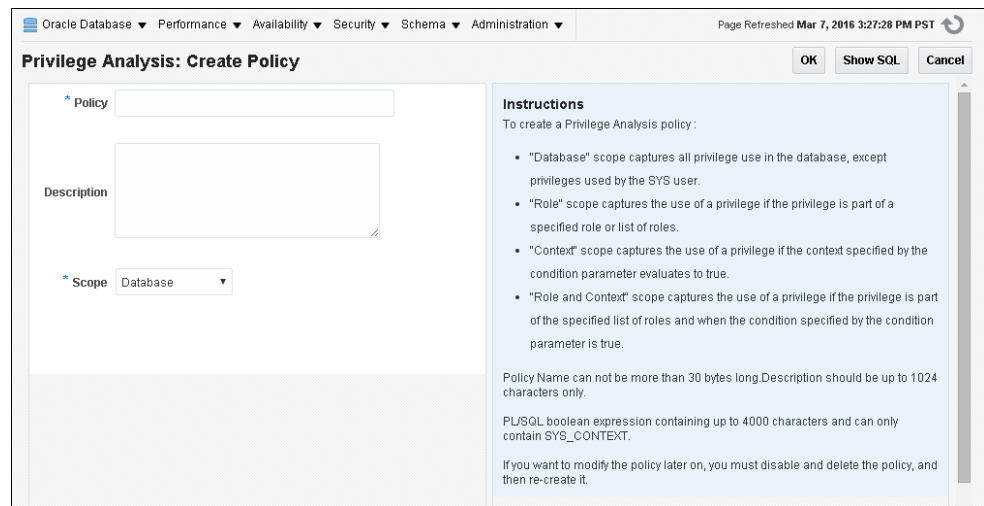 Oracle Database ▼ Performance ▼ Availability ▼ Security ▼ Schema ▼ Administration ▼
Page Refreshed Mar 7, 2016 3:27:28 PM PST
Privilege Analysis: Create Policy
OK Show SQL Cancel
* Policy
Description
* Scope Database ▼
Instructions
To create a Privilege Analysis policy :
• "Database" scope captures all privilege use in the database, except
privileges used by the SYS user.
• "Role" scope captures the use of a privilege if the privilege is part of a
specified role or list of roles.
• "Context" scope captures the use of a privilege if the context specified by the
condition parameter evaluates to true.
• "Role and Context" scope captures the use of a privilege if the privilege is part
of the specified list of roles and when the condition specified by the condition
parameter is true.
Policy Name can not be more than 30 bytes long.Description should be up to 1024
characters only.
PL/SQL boolean expression containing up to 4000 characters and can only
contain SYS_CONTEXT.
If you want to modify the policy later on, you must disable and delete the policy, and
then re-create it.